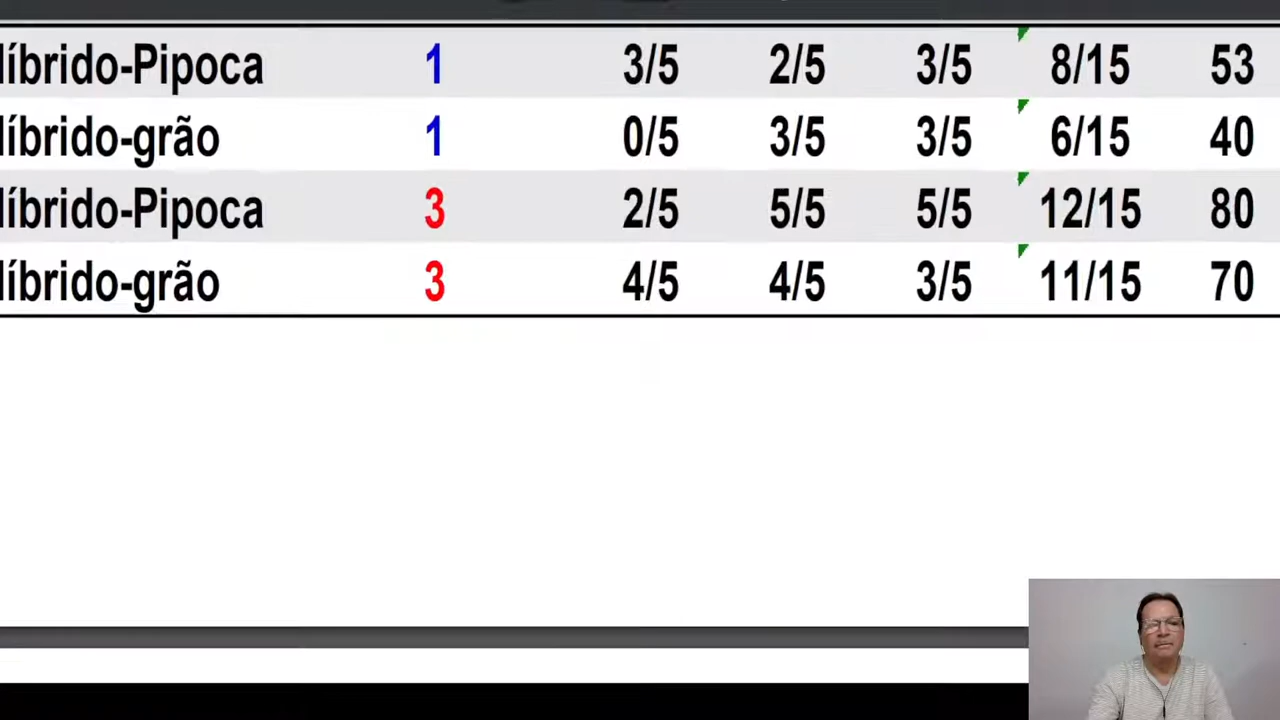 íbrido-Pipoca 1 3/5 2/5 3/5 8/15 53
íbrido-grão 1 0/5 3/5 3/5 6/15 40
íbrido-Pipoca 3 2/5 5/5 5/5 12/15 80
íbrido-grão 3 4/5 4/5 3/5 11/15 70